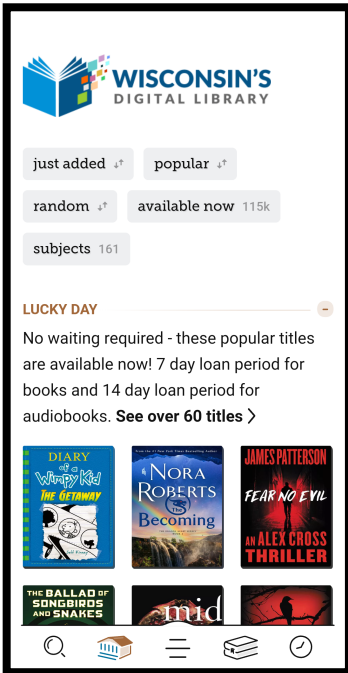 WISCONSIN'S
DIGITAL LIBRARY
just added
popular
random
available now 115k
subjects 161
LUCKY DAY
No waiting required - these popular titles
are available now! 7 day loan period for
books and 14 day loan period for
audiobooks. See over 60 titles
DIARY
of a
Wimpy Kid
THE GETAWAY
NORA
ROBERTS
The
Becoming
JAMES PATTERSON
FEAR NO EVIL
AN ALEX CROSS
THRILLER
THE BALLAD OF
SONGBIRDS
AND SNAKES
mid